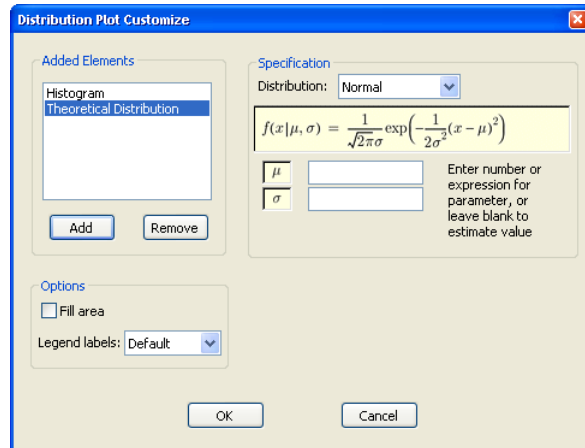 Distribution Plot Customize
Added Elements
Histogram
Theoretical Distribution
Add
Remove
Options
Fill area
Legend labels: Default
Specification
Distribution: Normal
f(x|μ, σ) = 1/(√2πσ) exp(−1/(2σ²)(x − μ)²)
μ
σ
Enter number or
expression for
parameter, or
leave blank to
estimate value
OK
Cancel